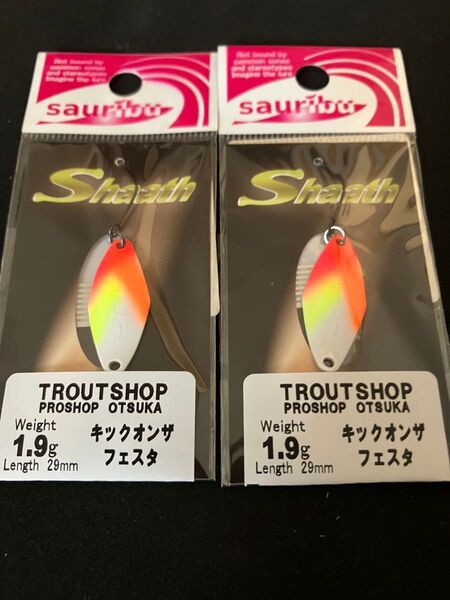 Not bound by
common sense
and stereotypes
Imagine the lure.
sauribu
Shaath
TROUTSHOP
PROSHOP OTSUKA
Weight
1.9g
Length 29mm
キックオンザ
フェスタ
Not bound by
common sense
and stereotypes
Imagine the lure.
sauribu
Shaath
TROUTSHOP
PROSHOP OTSUKA
Weight
1.9g
Length 29mm
キックオンザ
フェスタ